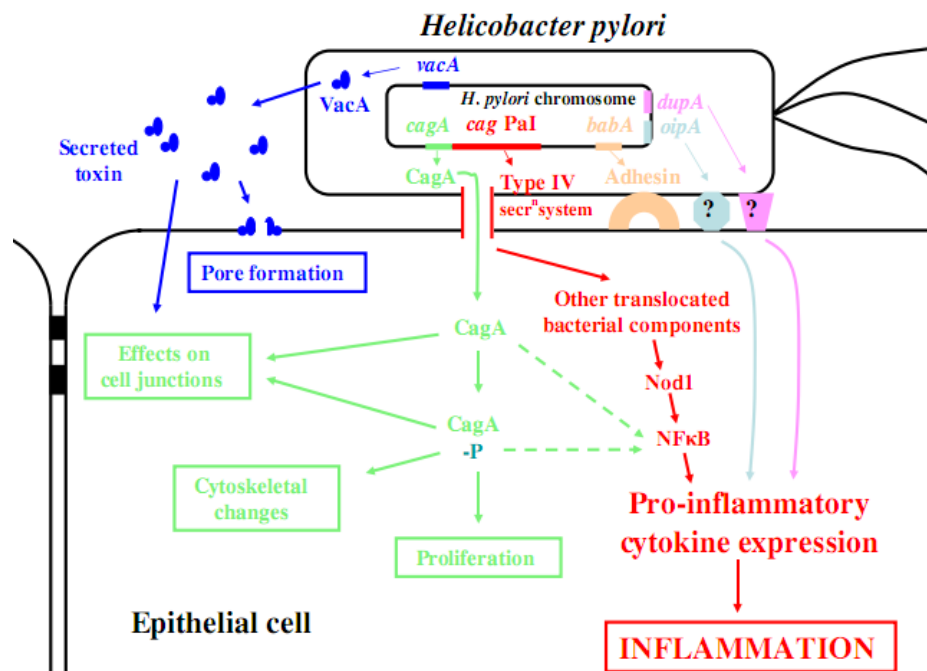 Helicobacter pylori
vacA
VacA
H. pylori chromosome
dupA
cagA
cag PaI
babA
oipA
Secreted
toxin
CagA
Type IV
secrⁿ system
Adhesin
?
?
Pore formation
Other translocated
bacterial components
CagA
Effects on
cell junctions
Nod1
CagA
-P
NFκB
Cytoskeletal
changes
Pro-inflammatory
cytokine expression
Proliferation
Epithelial cell
INFLAMMATION